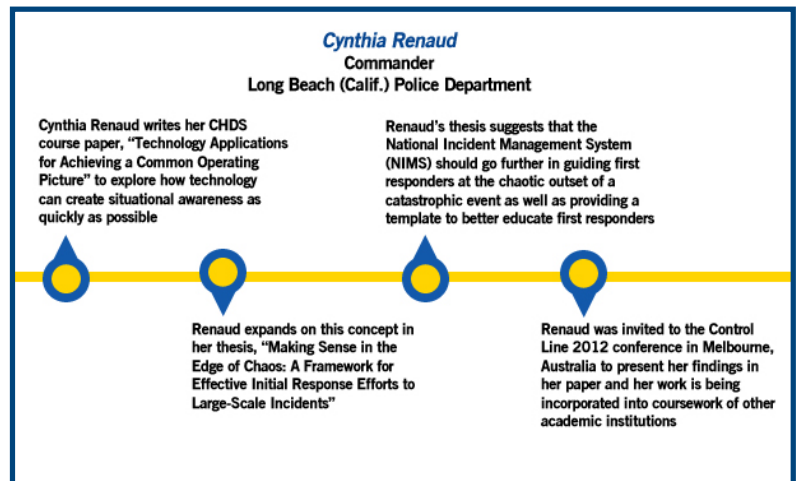 Cynthia Renaud
Commander
Long Beach (Calif.) Police Department
Cynthia Renaud writes her CHDS
course paper, “Technology Applications
for Achieving a Common Operating
Picture” to explore how technology
can create situational awareness as
quickly as possible
Renaud’s thesis suggests that the
National Incident Management System
(NIMS) should go further in guiding first
responders at the chaotic outset of a
catastrophic event as well as providing a
template to better educate first responders
Renaud expands on this concept in
her thesis, “Making Sense in the
Edge of Chaos: A Framework for
Effective Initial Response Efforts to
Large-Scale Incidents”
Renaud was invited to the Control
Line 2012 conference in Melbourne,
Australia to present her findings in
her paper and her work is being
incorporated into coursework of other
academic institutions